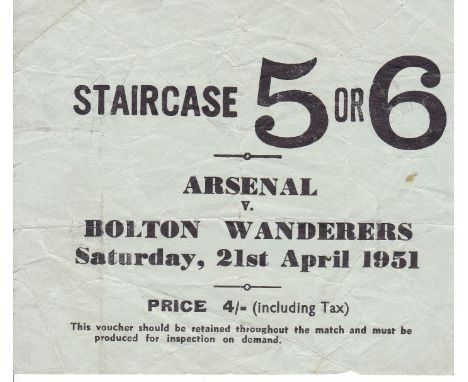 STAIRCASE 5 OR 6
ARSENAL
v.
BOLTON WANDERERS
Saturday, 21st April 1951
PRICE 4/- (including Tax)
This voucher should be retained throughout the match and must be
produced for inspection on demand.